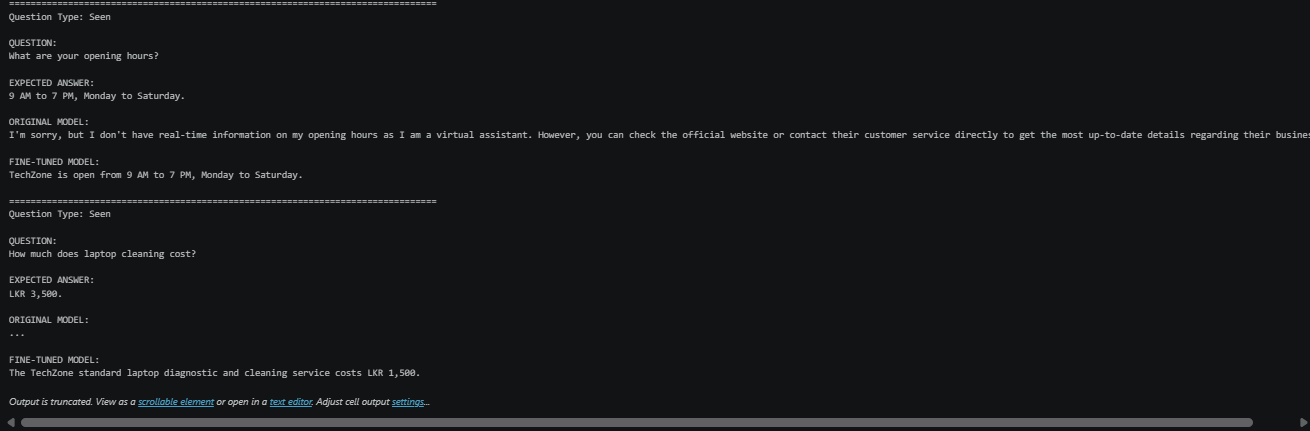 ================================================================================
Question Type: Seen
QUESTION:
What are your opening hours?
EXPECTED ANSWER:
9 AM to 7 PM, Monday to Saturday.
ORIGINAL MODEL:
I'm sorry, but I don't have real-time information on my opening hours as I am a virtual assistant. However, you can check the official website or contact their customer service directly to get the most up-to-date details regarding their
FINE-TUNED MODEL:
TechZone is open from 9 AM to 7 PM, Monday to Saturday.
================================================================================
Question Type: Seen
QUESTION:
How much does laptop cleaning cost?
EXPECTED ANSWER:
LKR 3,500.
ORIGINAL MODEL:
...
FINE-TUNED MODEL:
The TechZone standard laptop diagnostic and cleaning service costs LKR 1,500.
Output is truncated. View as a scrollable element or open in a text editor. Adjust cell output settings...